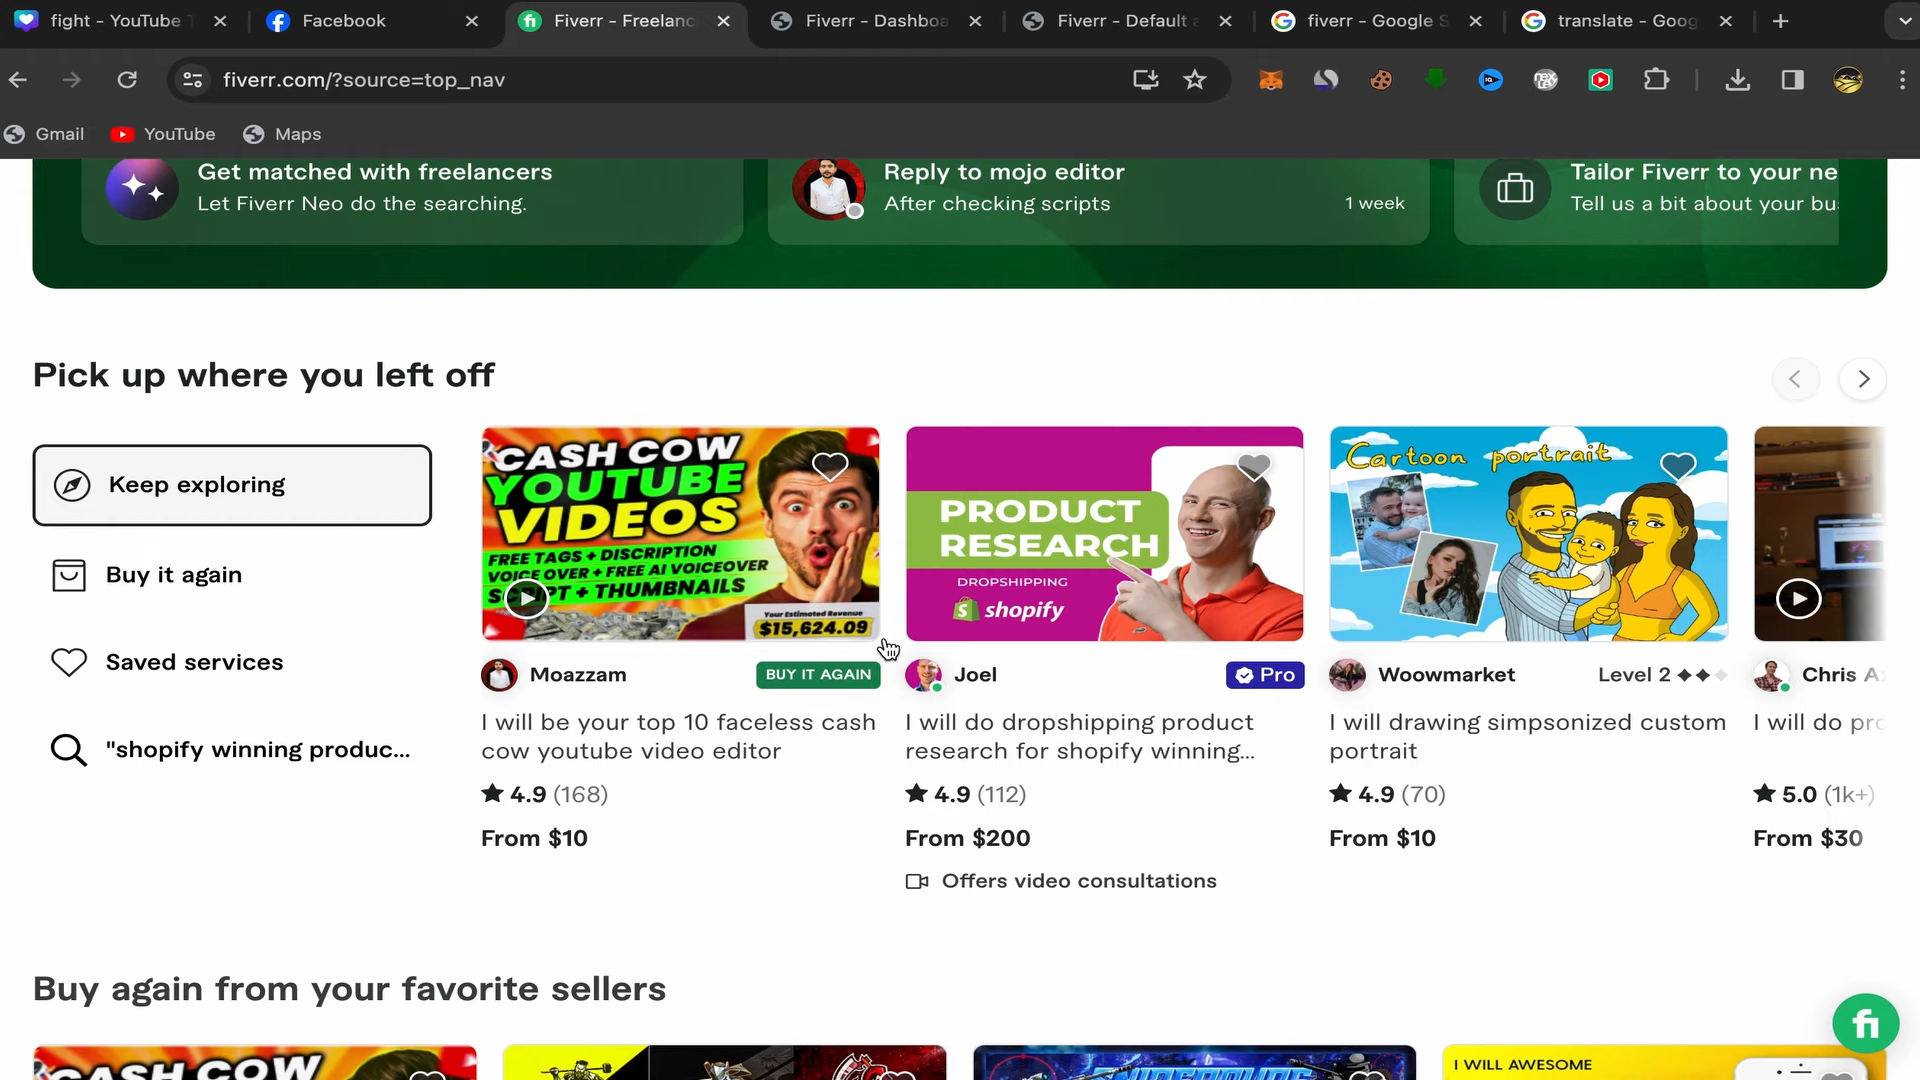 fight - YouTube
Facebook
Fiverr - Freelanc
Fiverr - Dashboa
Fiverr - Default a
fiverr - Google S
translate - Goog
fiverr.com/?source=top_nav
Gmail
YouTube
Maps
Get matched with freelancers
Let Fiverr Neo do the searching.
Reply to mojo editor
After checking scripts
1 week
Tailor Fiverr to your ne
Tell us a bit about your bu
Pick up where you left off
Keep exploring
Buy it again
Saved services
"shopify winning produc...
CASH COW
YOUTUBE
VIDEOS
FREE TAGS + DISCRIPTION
VOICE OVER + FREE AI VOICEOVER
SCRIPT + THUMBNAILS
Your Estimated Revenue
$15,624.09
Moazzam
BUY IT AGAIN
I will be your top 10 faceless cash
cow youtube video editor
4.9 (168)
From $10
PRODUCT
RESEARCH
DROPSHIPPING
shopify
Joel
Pro
I will do dropshipping product
research for shopify winning...
4.9 (112)
From $200
Offers video consultations
Cartoon portrait
Woowmarket
Level 2
I will drawing simpsonized custom
portrait
4.9 (70)
From $10
Chris A
I will do pro
5.0 (1k+)
From $30
Buy again from your favorite sellers
CASH COW
I WILL AWESOME
fi